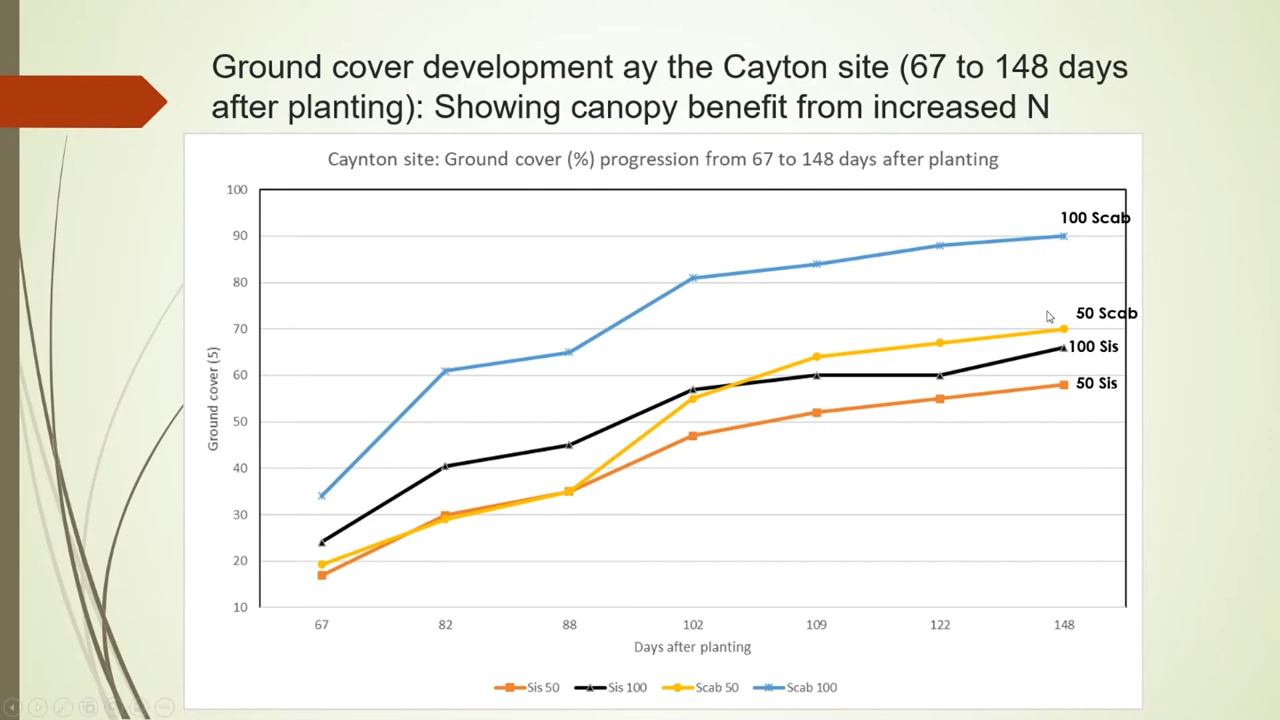 Ground cover development ay the Cayton site (67 to 148 days
after planting): Showing canopy benefit from increased N
Caynton site: Ground cover (%) progression from 67 to 148 days after planting
100
90
80
70
60
50
40
30
20
10
Ground cover (5)
100 Scab
50 Scab
100 Sis
50 Sis
67 82 88 102 109 122 148
Days after planting
Sis 50 Sis 100 Scab 50 Scab 100